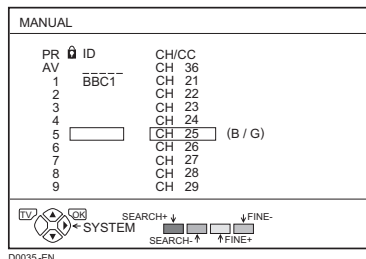 MANUAL
PR ID CH/CC
AV _ _ _ _ _ CH 36
1 BBC1 CH 21
2 CH 22
3 CH 23
4 CH 24
5 CH 25 (B / G)
6 CH 26
7 CH 27
8 CH 28
9 CH 29
TV OK SEARCH+ FINE-
SYSTEM
SEARCH- FINE+
D0035-EN